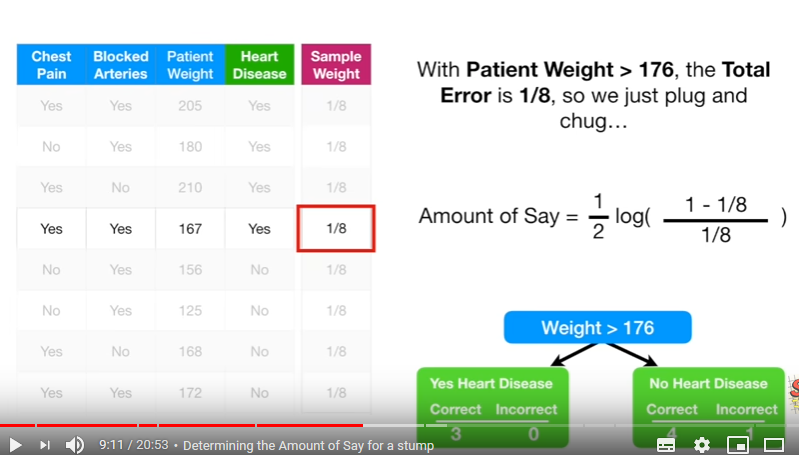 Chest Pain Blocked Arteries Patient Weight Heart Disease Sample Weight
Yes Yes 205 Yes 1/8
No Yes 180 Yes 1/8
Yes No 210 Yes 1/8
Yes Yes 167 Yes 1/8
No Yes 156 No 1/8
No Yes 125 No 1/8
Yes No 168 No 1/8
Yes Yes 172 No 1/8
With Patient Weight > 176, the Total
Error is 1/8, so we just plug and
chug…
Amount of Say = 1/2 log( (1 - 1/8) / (1/8) )
Weight > 176
Yes Heart Disease
Correct Incorrect
3 0
No Heart Disease
Correct Incorrect
4 1
9:11 / 20:53 • Determining the Amount of Say for a stump